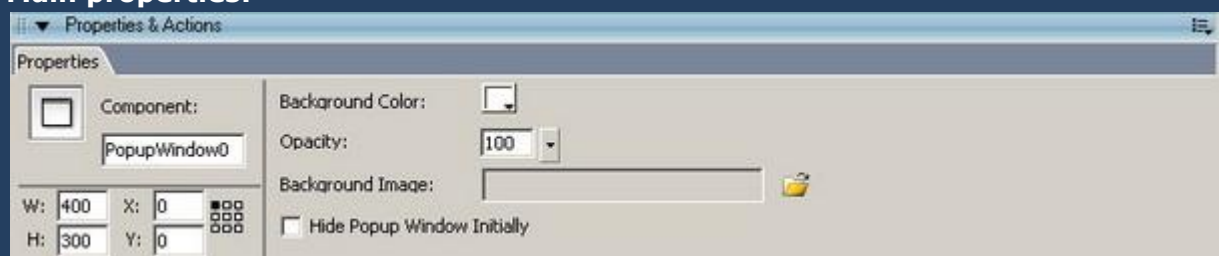 Main properties:
Properties & Actions
Properties
Component:
PopupWindow0
W: 400 X: 0
H: 300 Y: 0
Background Color:
Opacity: 100
Background Image:
Hide Popup Window Initially